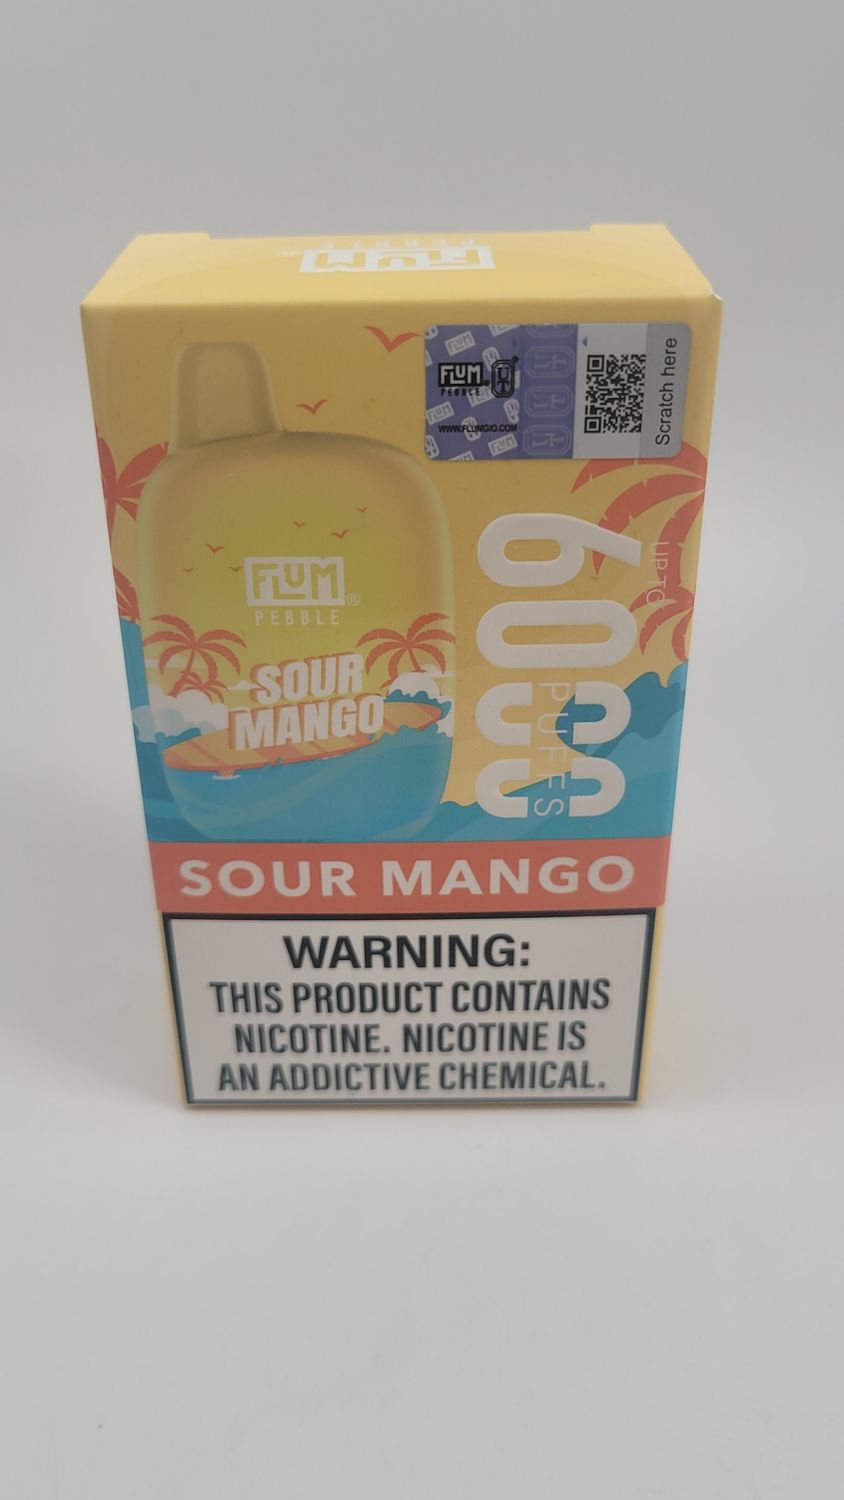 FLUM
PEBBLE
FLUM
PEBBLE
WWW.FLUMGIO.COM
Scratch here
FLUM®
PEBBLE
SOUR
MANGO
UP TO
6000
PUFFS
SOUR MANGO
WARNING:
THIS PRODUCT CONTAINS
NICOTINE. NICOTINE IS
AN ADDICTIVE CHEMICAL.